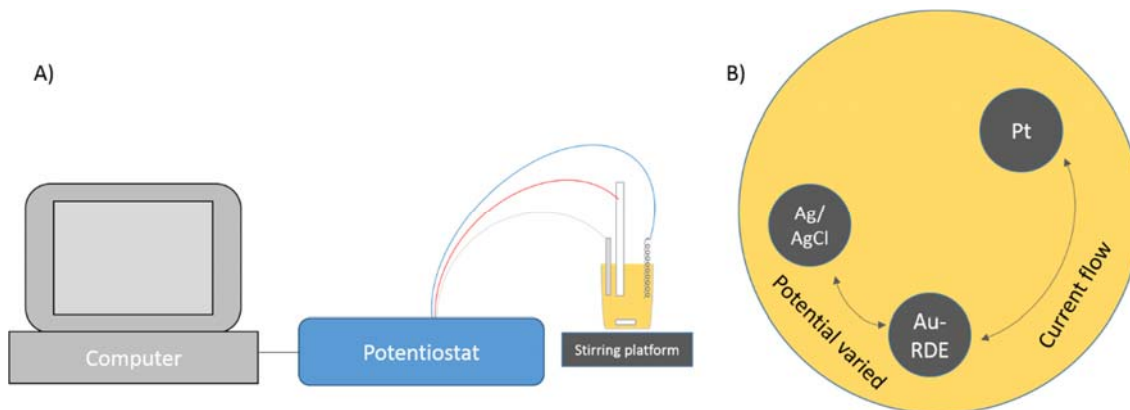 A)
Computer
Potentiostat
Stirring platform
B)
Pt
Ag/
AgCl
Au-
RDE
Potential varied
Current flow